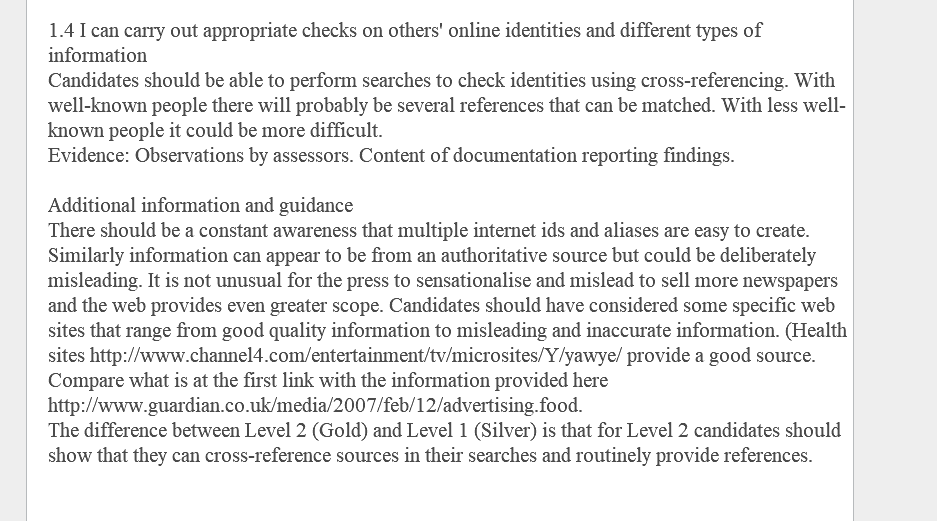 1.4 I can carry out appropriate checks on others' online identities and different types of
information
Candidates should be able to perform searches to check identities using cross-referencing. With
well-known people there will probably be several references that can be matched. With less well-
known people it could be more difficult.
Evidence: Observations by assessors. Content of documentation reporting findings.
Additional information and guidance
There should be a constant awareness that multiple internet ids and aliases are easy to create.
Similarly information can appear to be from an authoritative source but could be deliberately
misleading. It is not unusual for the press to sensationalise and mislead to sell more newspapers
and the web provides even greater scope. Candidates should have considered some specific web
sites that range from good quality information to misleading and inaccurate information. (Health
sites http://www.channel4.com/entertainment/tv/microsites/Y/yawye/ provide a good source.
Compare what is at the first link with the information provided here
http://www.guardian.co.uk/media/2007/feb/12/advertising.food.
The difference between Level 2 (Gold) and Level 1 (Silver) is that for Level 2 candidates should
show that they can cross-reference sources in their searches and routinely provide references.